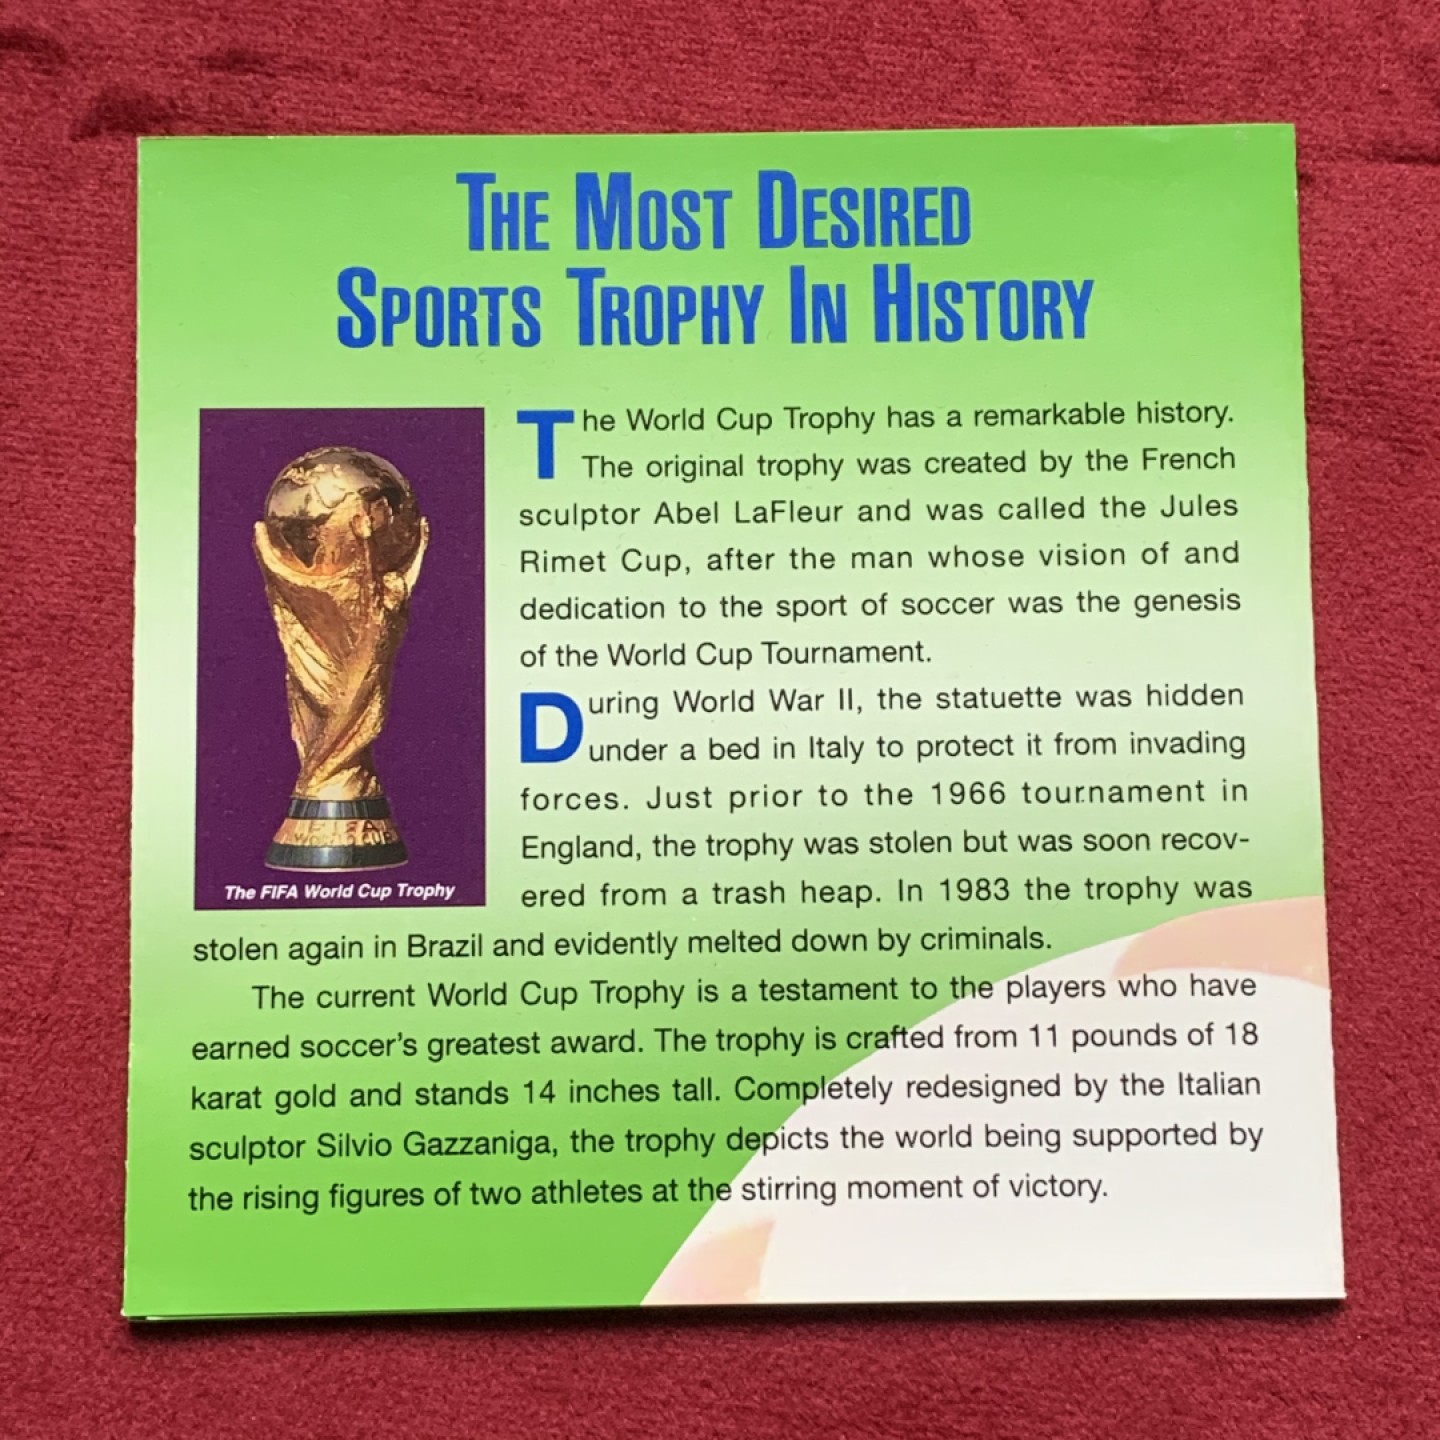 THE MOST DESIRED
SPORTS TROPHY IN HISTORY
The World Cup Trophy has a remarkable history.
The original trophy was created by the French
sculptor Abel LaFleur and was called the Jules
Rimet Cup, after the man whose vision of and
dedication to the sport of soccer was the genesis
of the World Cup Tournament.
During World War II, the statuette was hidden
under a bed in Italy to protect it from invading
forces. Just prior to the 1966 tournament in
England, the trophy was stolen but was soon recov-
ered from a trash heap. In 1983 the trophy was
FIFA
WORLD CUP
The FIFA World Cup Trophy
stolen again in Brazil and evidently melted down by criminals.
The current World Cup Trophy is a testament to the players who have
earned soccer's greatest award. The trophy is crafted from 11 pounds of 18
karat gold and stands 14 inches tall. Completely redesigned by the Italian
sculptor Silvio Gazzaniga, the trophy depicts the world being supported by
the rising figures of two athletes at the stirring moment of victory.